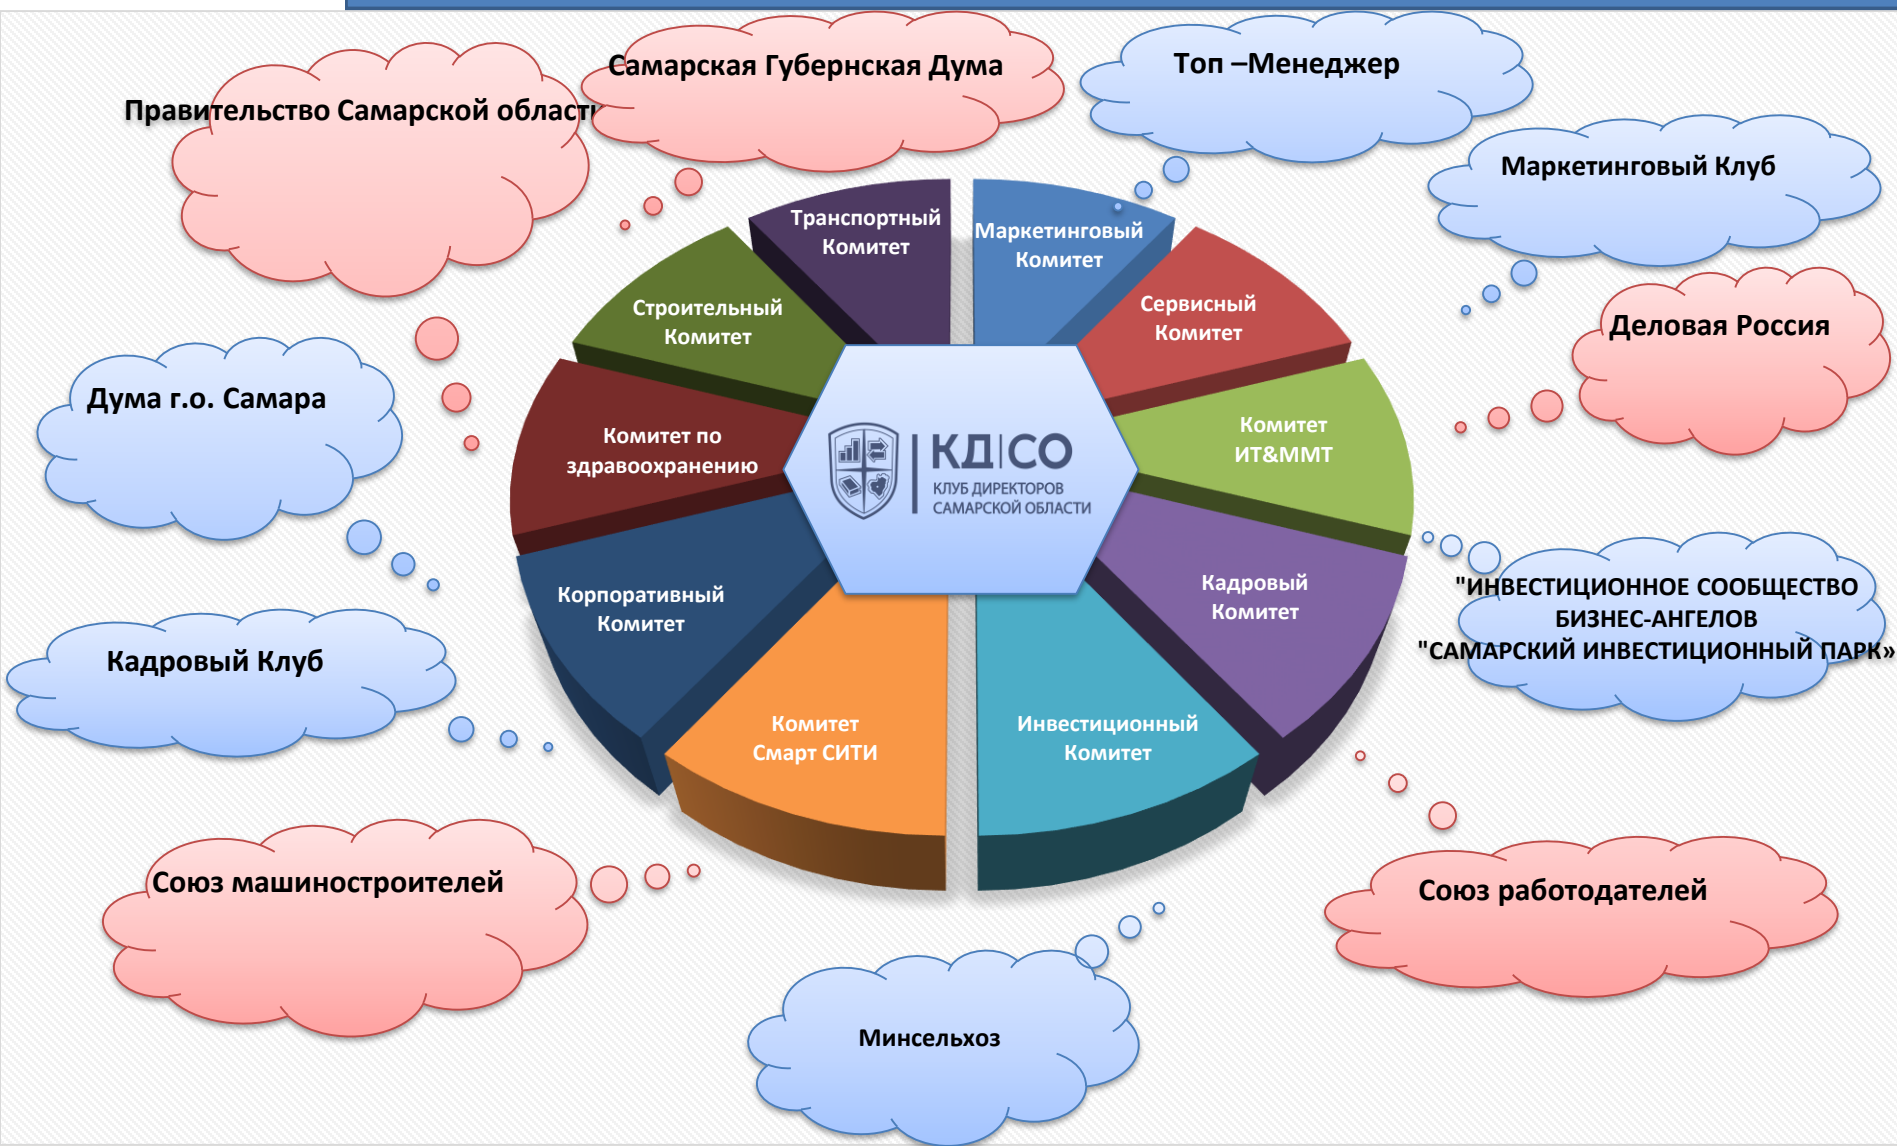 Самарская Губернская Дума
Топ –Менеджер
Правительство Самарской области
Маркетинговый Клуб
Транспортный
Комитет
Маркетинговый
Комитет
Строительный
Комитет
Сервисный
Комитет
Деловая Россия
Дума г.о. Самара
Комитет по
здравоохранению
Комитет
ИТ&ММТ
КД|СО
КЛУБ ДИРЕКТОРОВ
САМАРСКОЙ ОБЛАСТИ
Корпоративный
Комитет
Кадровый
Комитет
"ИНВЕСТИЦИОННОЕ СООБЩЕСТВО
БИЗНЕС-АНГЕЛОВ
"САМАРСКИЙ ИНВЕСТИЦИОННЫЙ ПАРК»
Кадровый Клуб
Комитет
Смарт СИТИ
Инвестиционный
Комитет
Союз машиностроителей
Союз работодателей
Минсельхоз